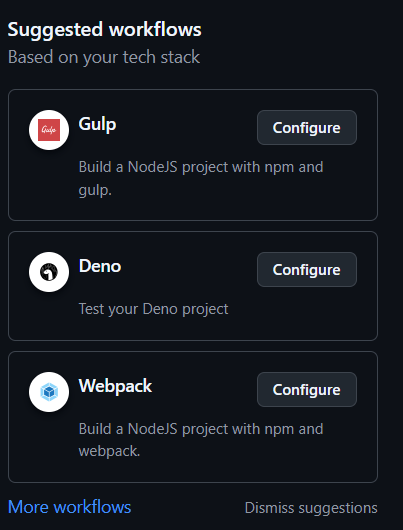 Suggested workflows
Based on your tech stack
Gulp
Gulp
Configure
Build a NodeJS project with npm and
gulp.
Deno
Configure
Test your Deno project
Webpack
Configure
Build a NodeJS project with npm and
webpack.
More workflows
Dismiss suggestions